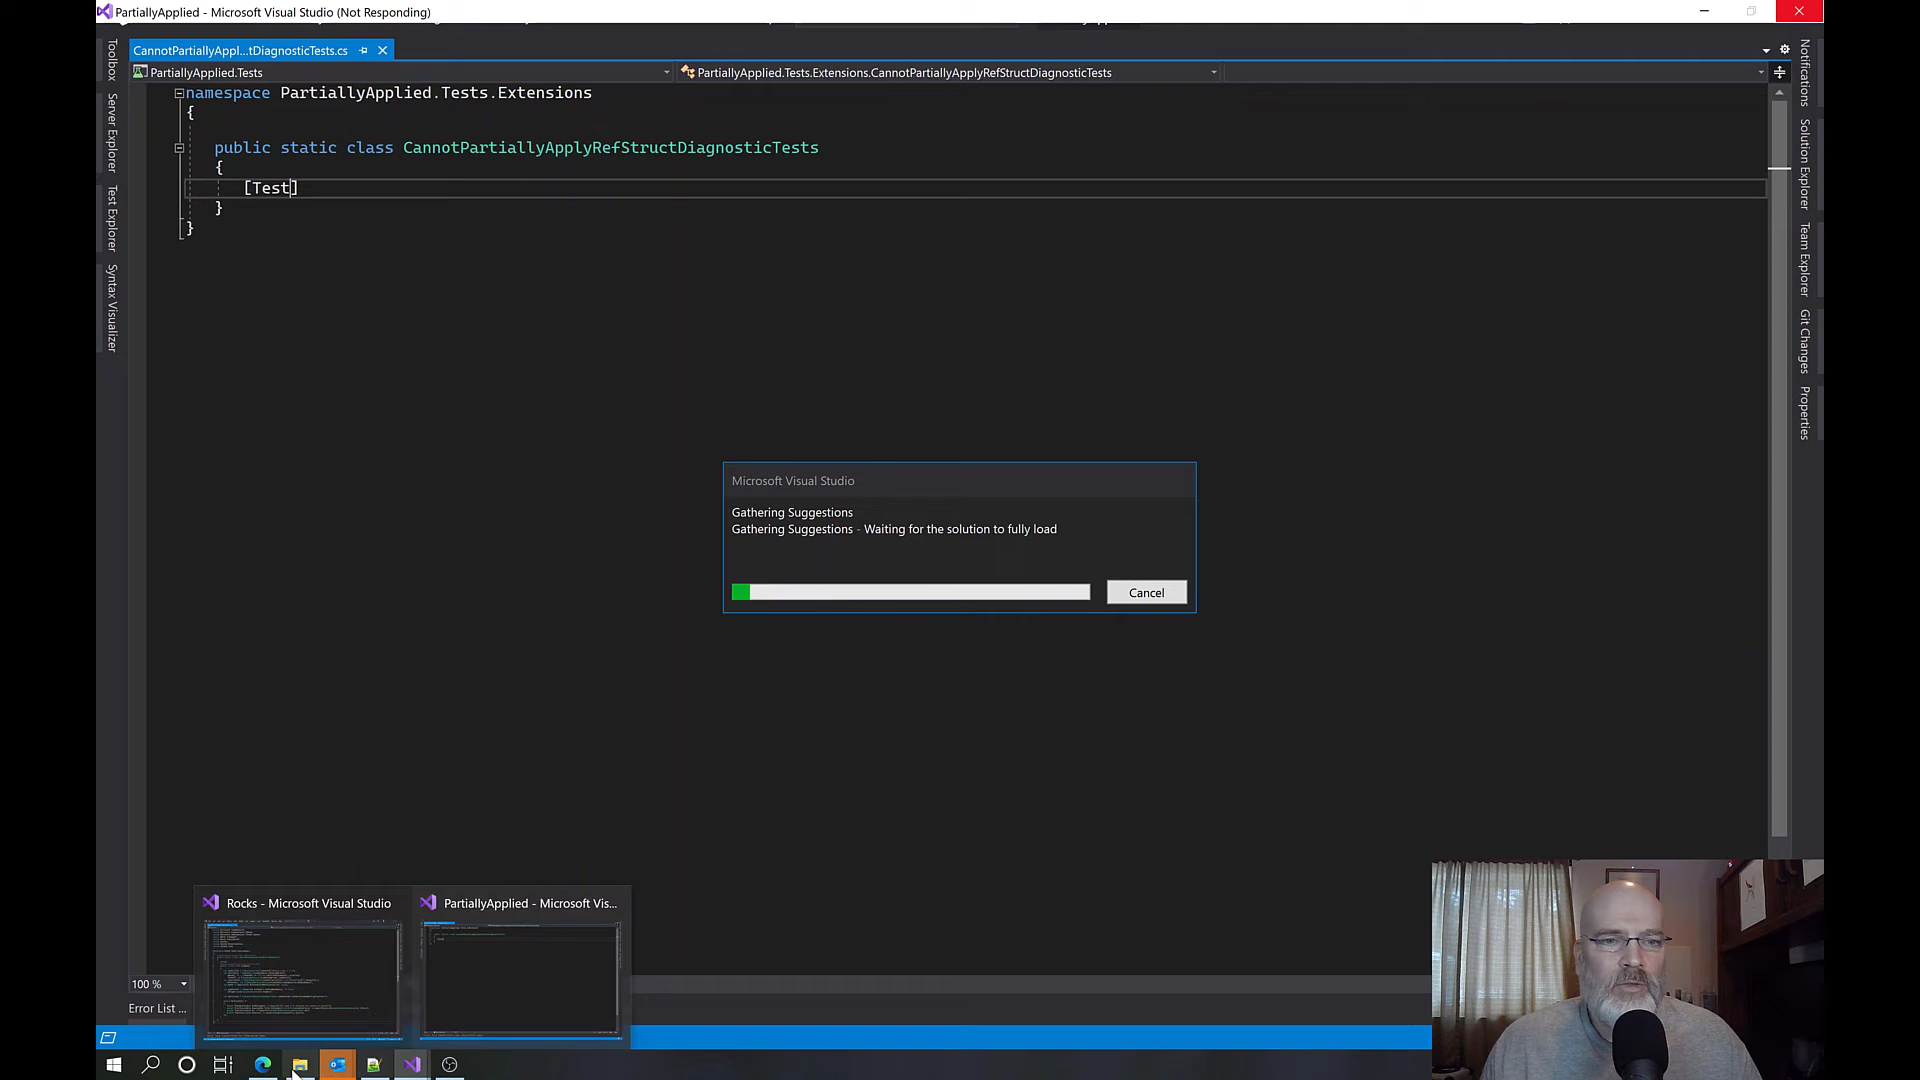 PartiallyApplied - Microsoft Visual Studio (Not Responding)
CannotPartiallyAppl...tDiagnosticTests.cs
PartiallyApplied.Tests
PartiallyApplied.Tests.Extensions.CannotPartiallyApplyRefStructDiagnosticTests
namespace PartiallyApplied.Tests.Extensions
{
public static class CannotPartiallyApplyRefStructDiagnosticTests
{
[Test]
}
}
Toolbox
Server Explorer
Test Explorer
Syntax Visualizer
Notifications
Solution Explorer
Team Explorer
Git Changes
Properties
Microsoft Visual Studio
Gathering Suggestions
Gathering Suggestions - Waiting for the solution to fully load
Cancel
Rocks - Microsoft Visual Studio
PartiallyApplied - Microsoft Vis...
100 %
Error List ...